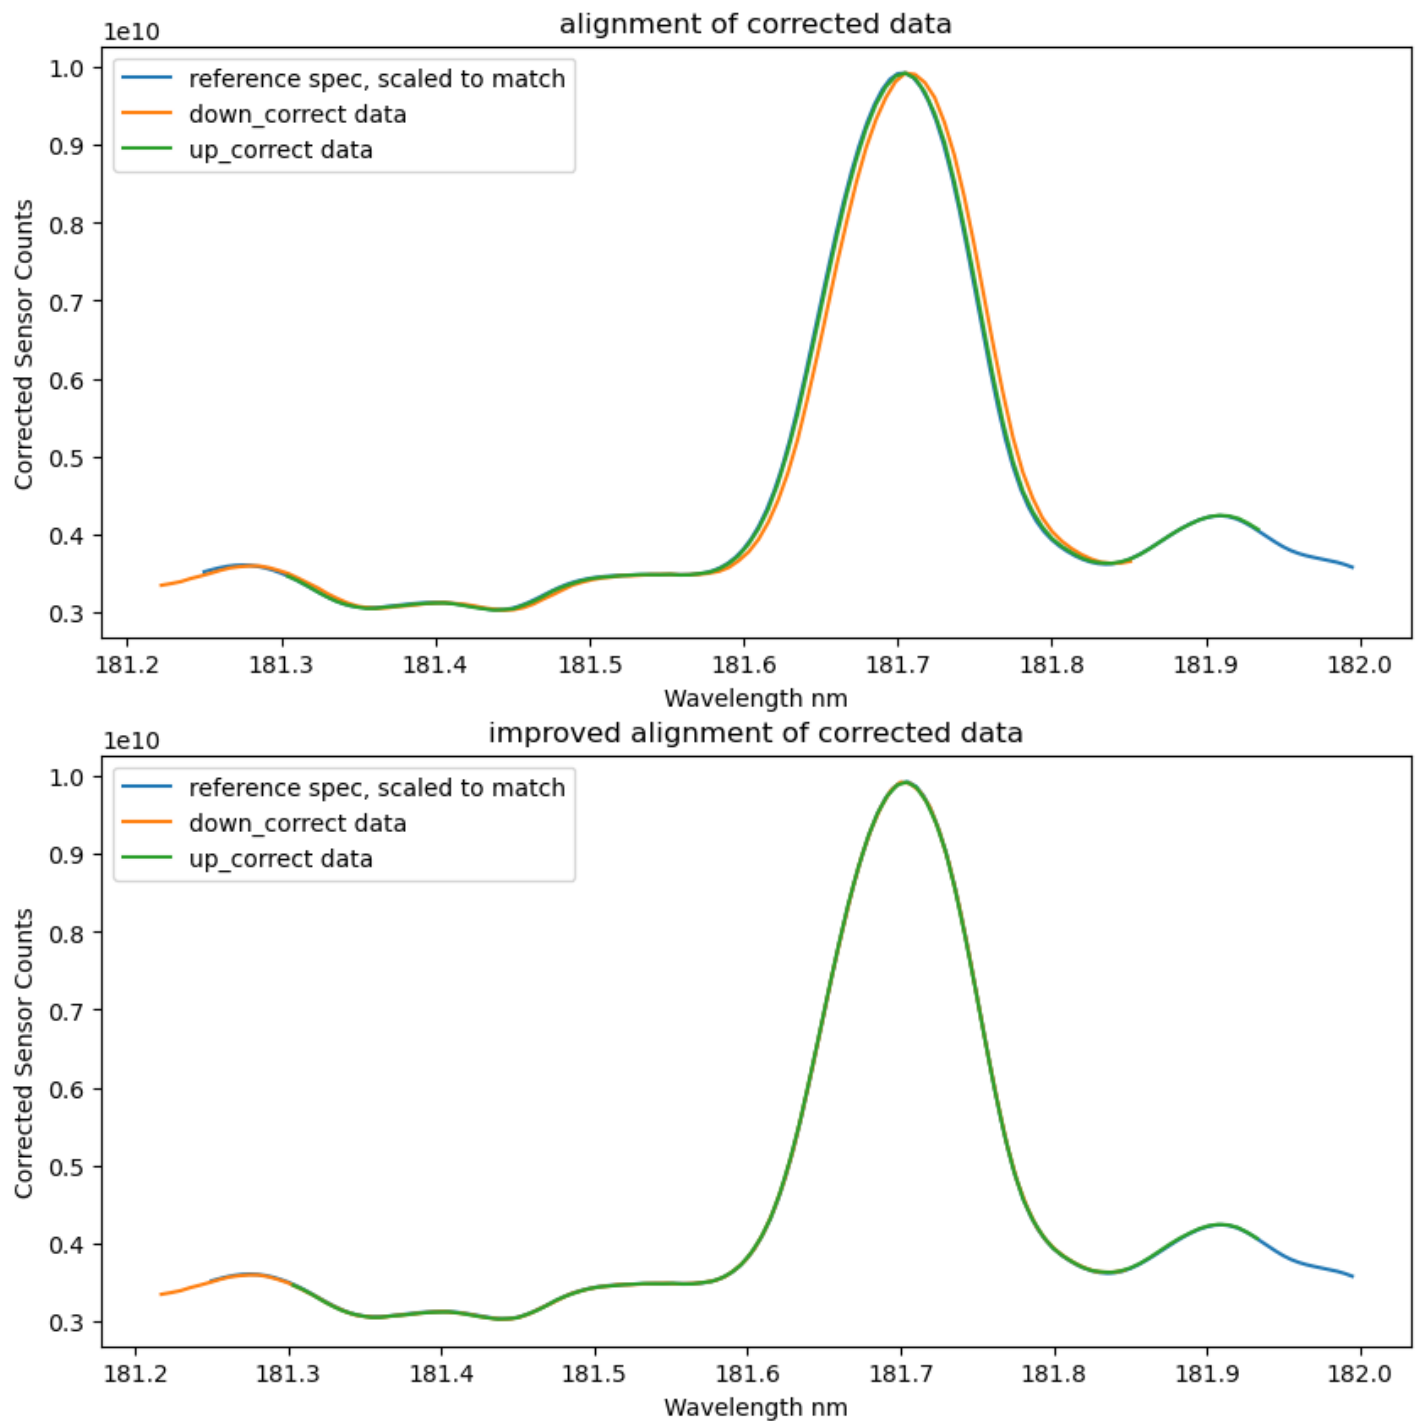 alignment of corrected data
1e10
reference spec, scaled to match
down_correct data
up_correct data
1.0
0.9
0.8
0.7
0.6
0.5
0.4
0.3
Corrected Sensor Counts
181.2 181.3 181.4 181.5 181.6 181.7 181.8 181.9 182.0
Wavelength nm
improved alignment of corrected data
1e10
reference spec, scaled to match
down_correct data
up_correct data
1.0
0.9
0.8
0.7
0.6
0.5
0.4
0.3
Corrected Sensor Counts
181.2 181.3 181.4 181.5 181.6 181.7 181.8 181.9 182.0
Wavelength nm